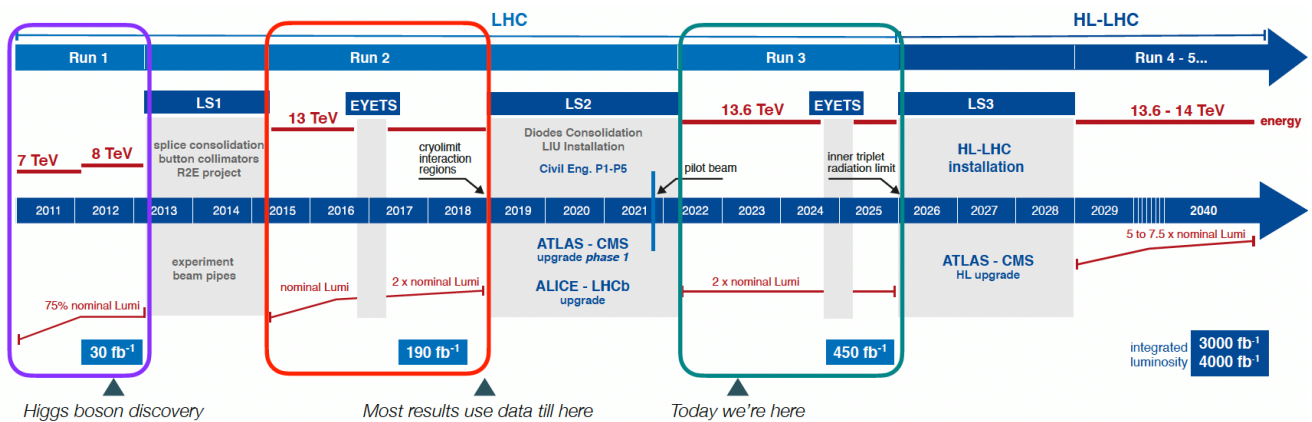 LHC
HL-LHC
Run 1
Run 2
Run 3
Run 4 - 5...
LS1
EYETS
LS2
EYETS
LS3
7 TeV
8 TeV
13 TeV
13.6 TeV
13.6 - 14 TeV
energy
splice consolidation
button collimators
R2E project
cryolimit
interaction
regions
Diodes Consolidation
LIU Installation
Civil Eng. P1-P5
pilot beam
inner triplet
radiation limit
HL-LHC
installation
2011
2012
2013
2014
2015
2016
2017
2018
2019
2020
2021
2022
2023
2024
2025
2026
2027
2028
2029
2040
experiment
beam pipes
ATLAS - CMS
upgrade phase 1
ALICE - LHCb
upgrade
ATLAS - CMS
HL upgrade
75% nominal Lumi
nominal Lumi
2 x nominal Lumi
2 x nominal Lumi
5 to 7.5 x nominal Lumi
30 fb-1
190 fb-1
450 fb-1
integrated
luminosity
3000 fb-1
4000 fb-1
Higgs boson discovery
Most results use data till here
Today we're here